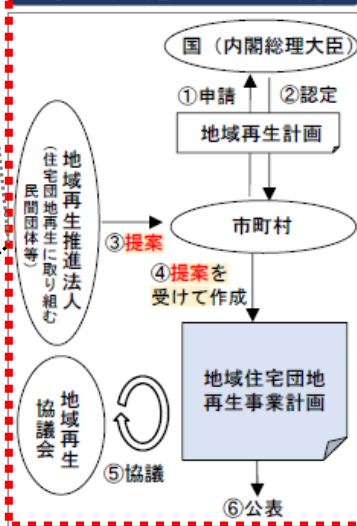 国（内閣総理大臣）
①申請
②認定
地域再生計画
地域再生推進法人
（住宅団地再生に取り組む
民間団体等）
③提案
市町村
④提案を
受けて作成
地域住宅団地
再生事業計画
地域再生
協議会
⑤協議
⑥公表